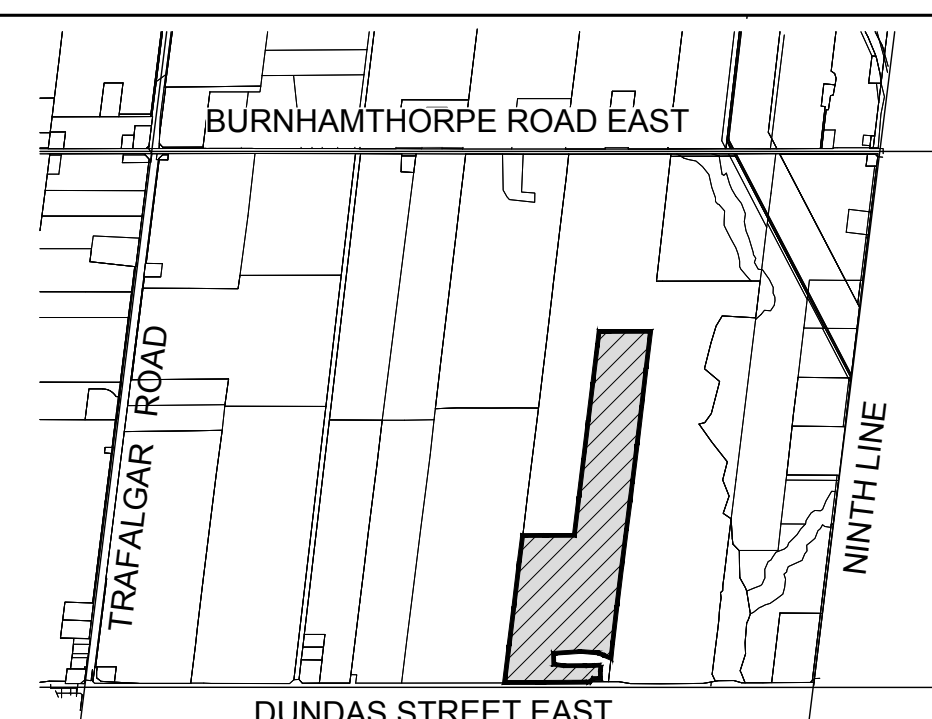 BURNHAMTHORPE ROAD EAST
TRAFALGAR ROAD
NINTH LINE
DUNDAS STREET EAST